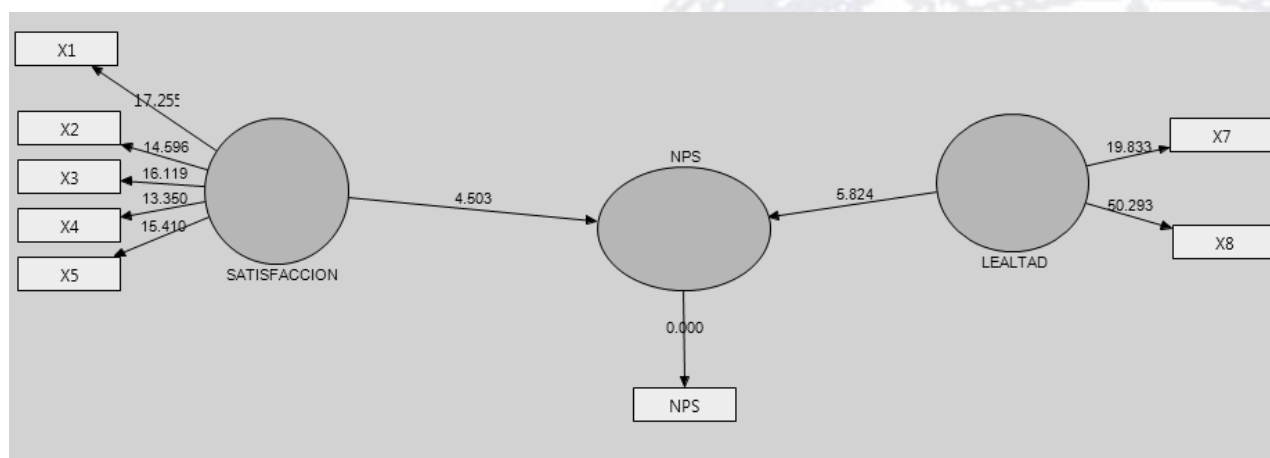 X1
17.255
X2
14.596
X3
16.119
X4
13.350
X5
15.410
SATISFACCION
4.503
NPS
0.000
NPS
5.824
LEALTAD
19.833
X7
50.293
X8